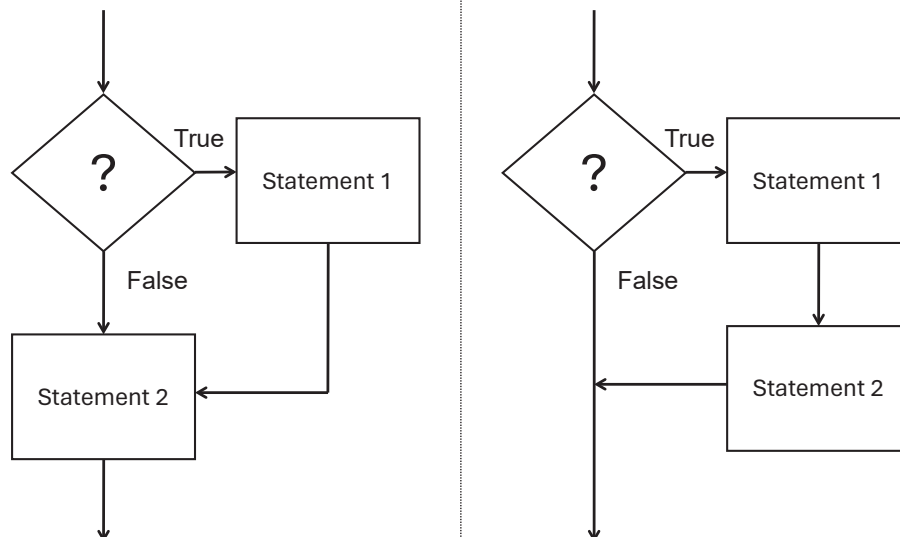 True
?
Statement 1
False
Statement 2
True
?
Statement 1
False
Statement 2